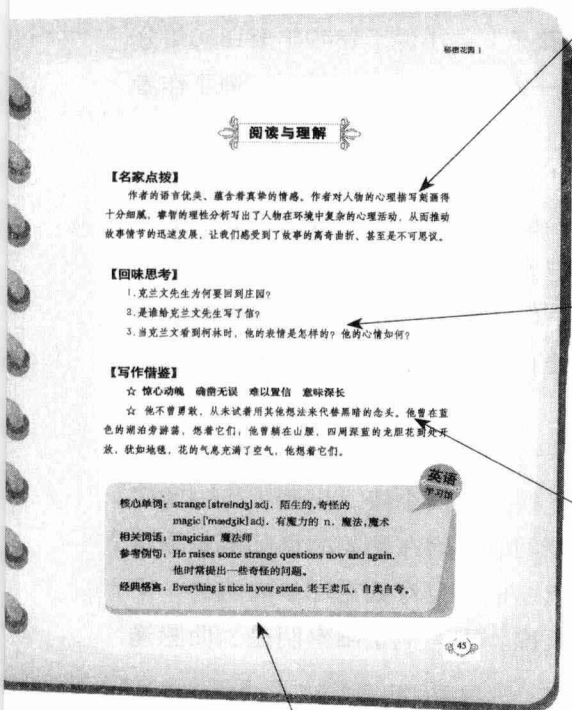 秘密花园 |
阅读与理解
【名家点拨】
作者的语言优美、蕴含着真挚的情感。作者对人物的心理描写刻画得
十分细腻，睿智的理性分析写出了人物在环境中复杂的心理活动，从而推动
故事情节的迅速发展，让我们感受到了故事的离奇曲折、甚至是不可思议。
【回味思考】
1.克兰文先生为何要回到庄园？
2.是谁给克兰文先生写了信？
3.当克兰文看到柯林时，他的表情是怎样的？他的心情如何？
【写作借鉴】
☆ 惊心动魄 确凿无误 难以置信 意味深长
☆ 他不曾勇敢，从未试着用其他想法来代替黑暗的念头。他曾在蓝
色的湖泊旁游荡，想着它们；他曾躺在山腰，四周深蓝的龙胆花到处开
放，犹如地毯，花的气息充满了空气，他想着它们。
英语
学习馆
核心单词：strange [streindʒ] adj. 陌生的，奇怪的
magic ['mædʒik] adj. 有魔力的 n. 魔法，魔术
相关词语：magician 魔法师
参考例句：He raises some strange questions now and again.
他时常提出一些奇怪的问题。
经典格言：Everything is nice in your garden. 老王卖瓜，自卖自夸。
45